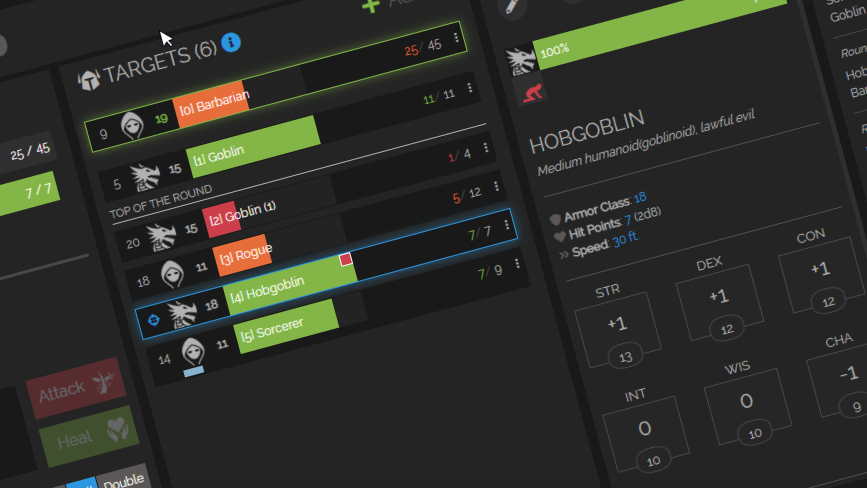 TARGETS (6)
9 19 [0] Barbarian 25/ 45
5 15 [1] Goblin 11/ 11
TOP OF THE ROUND
20 15 [2] Goblin (1) 1/ 4
18 11 [3] Rogue 5/ 12
18 [4] Hobgoblin 7/ 7
14 11 [5] Sorcerer 7/ 9
25 / 45
7 / 7
Attack
Heal
Double
100%
HOBGOBLIN
Medium humanoid(goblinoid), lawful evil
Armor Class: 18
Hit Points: 7 (2d8)
Speed: 30 ft.
STR DEX CON
+1 +1 +1
13 12 12
INT WIS CHA
0 0 -1
10 10 9
Goblin